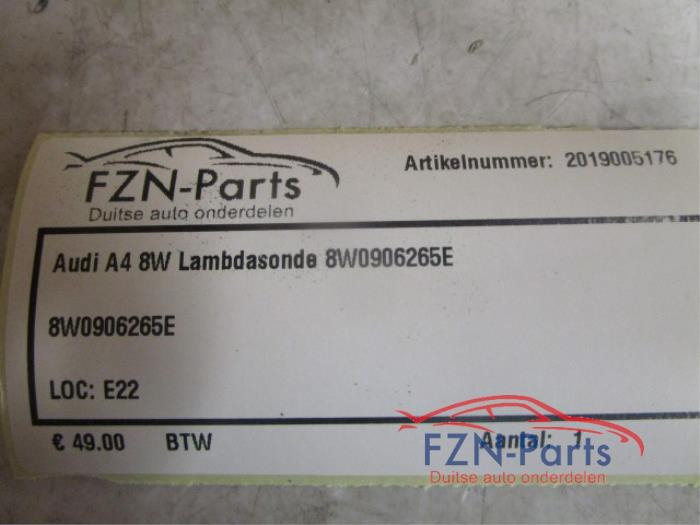 FZN-Parts
Duitse auto onderdelen
Artikelnummer: 2019005176
Audi A4 8W Lambdasonde 8W0906265E
8W0906265E
LOC: E22
€ 49.00 BTW Aantal: 1
FZN-Parts
Duitse auto onderdelen